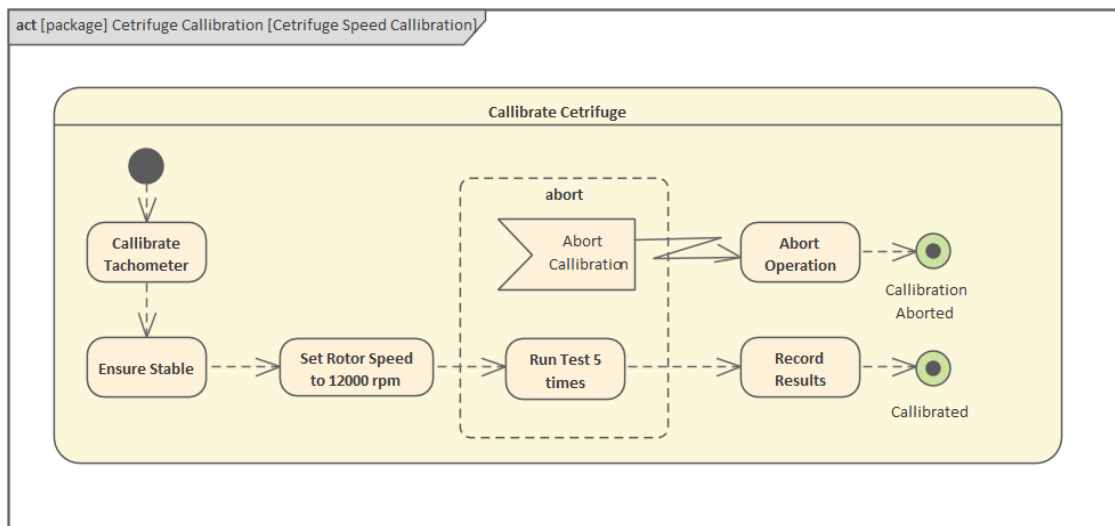 act [package] Cetrifuge Callibration [Cetrifuge Speed Callibration]
Callibrate Cetrifuge
abort
Callibrate
Tachometer
Abort
Callibration
Abort
Operation
Callibration
Aborted
Ensure Stable
Set Rotor Speed
to 12000 rpm
Run Test 5
times
Record
Results
Callibrated